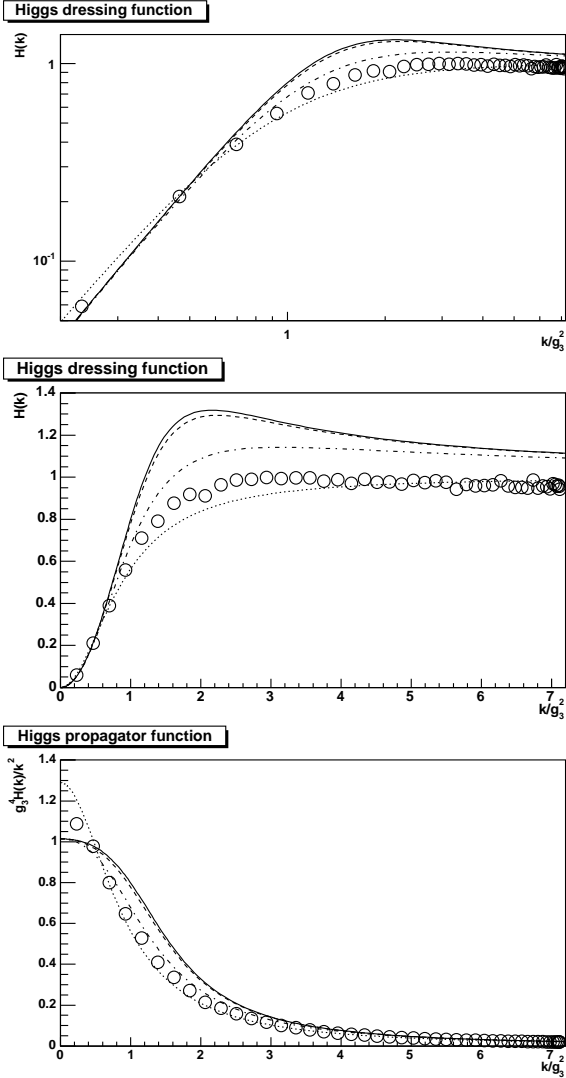 Higgs dressing function
H(k)
1
10⁻¹
1
k/g₃²
Higgs dressing function
H(k)
1.4
1.2
1
0.8
0.6
0.4
0.2
0
0 1 2 3 4 5 6 7
k/g₃²
Higgs propagator function
g₃⁴H(k)/k²
1.4
1.2
1
0.8
0.6
0.4
0.2
0
0 1 2 3 4 5 6 7
k/g₃²